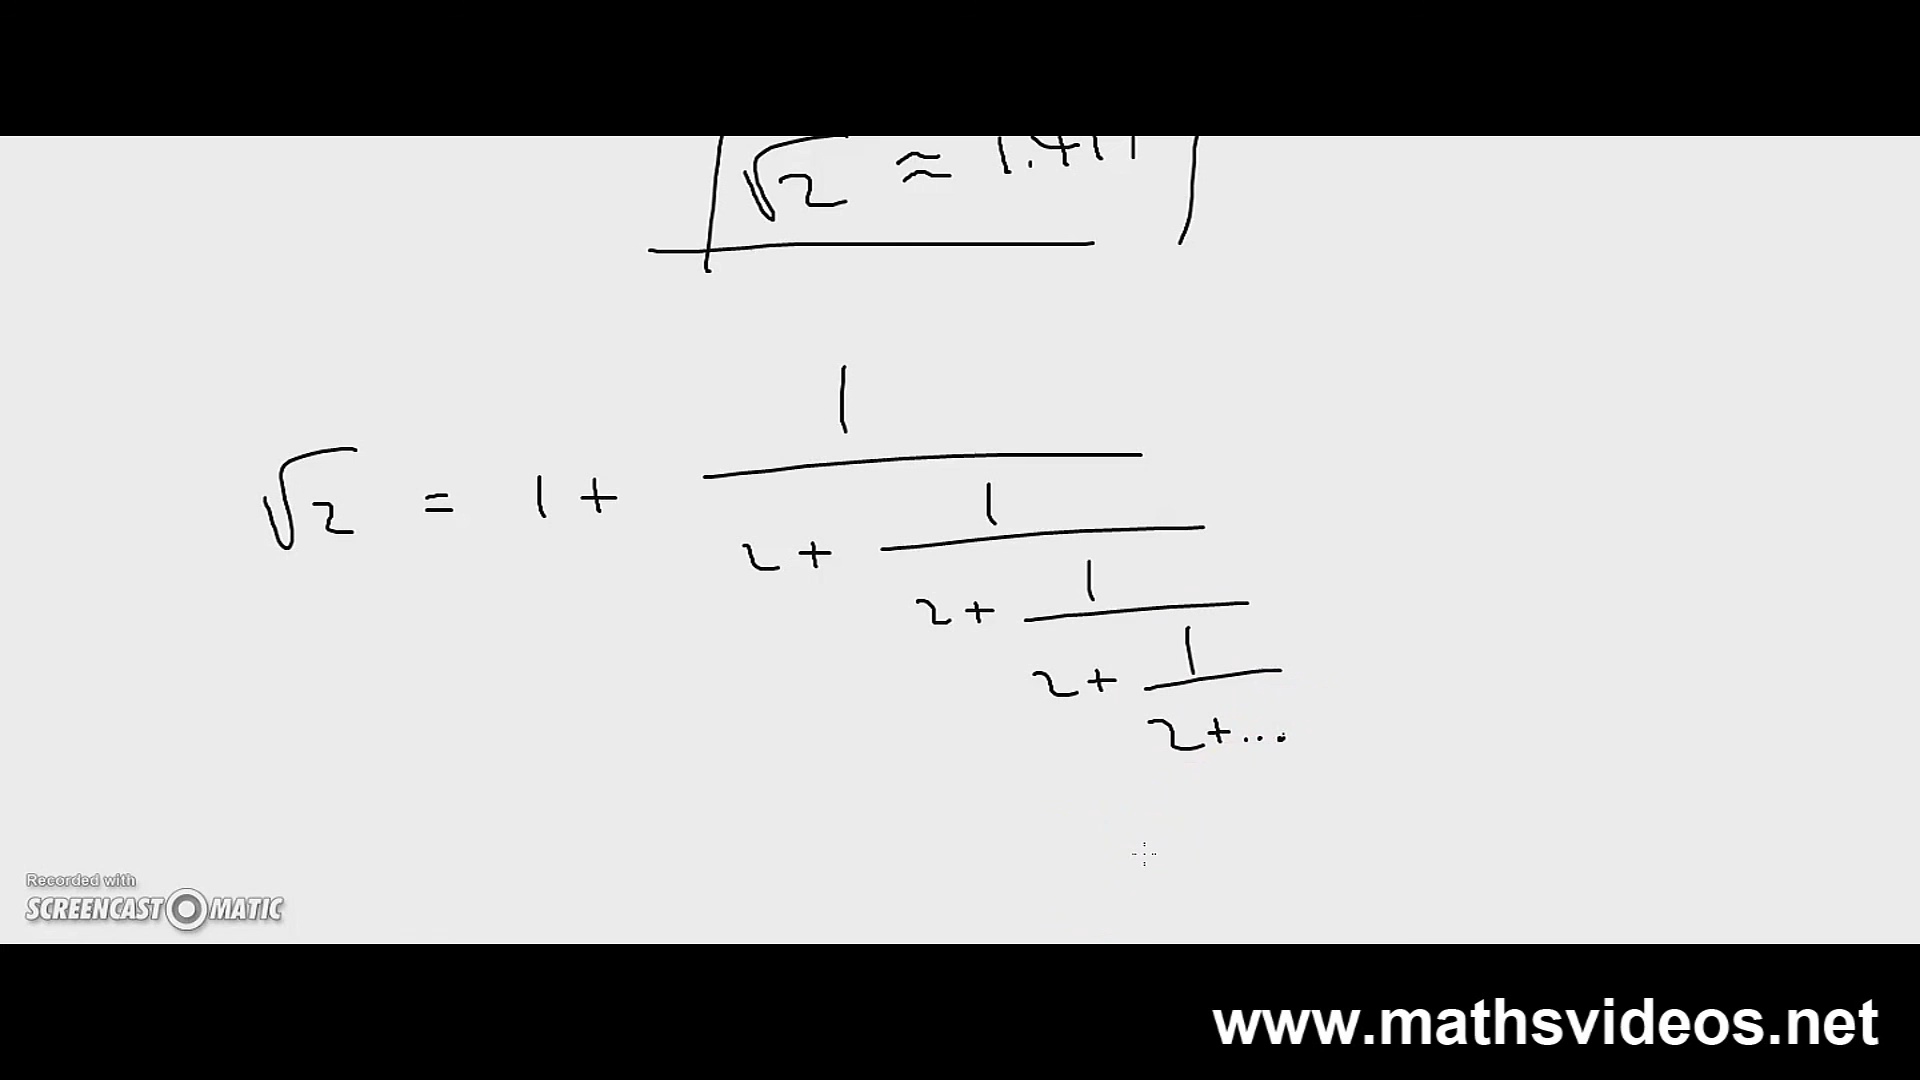 √2 ≈ 1.41
√2 = 1 + 1
2 + 1
2 + 1
2 + 1
2 + ...
Recorded with
SCREENCAST MATIC
www.mathsvideos.net